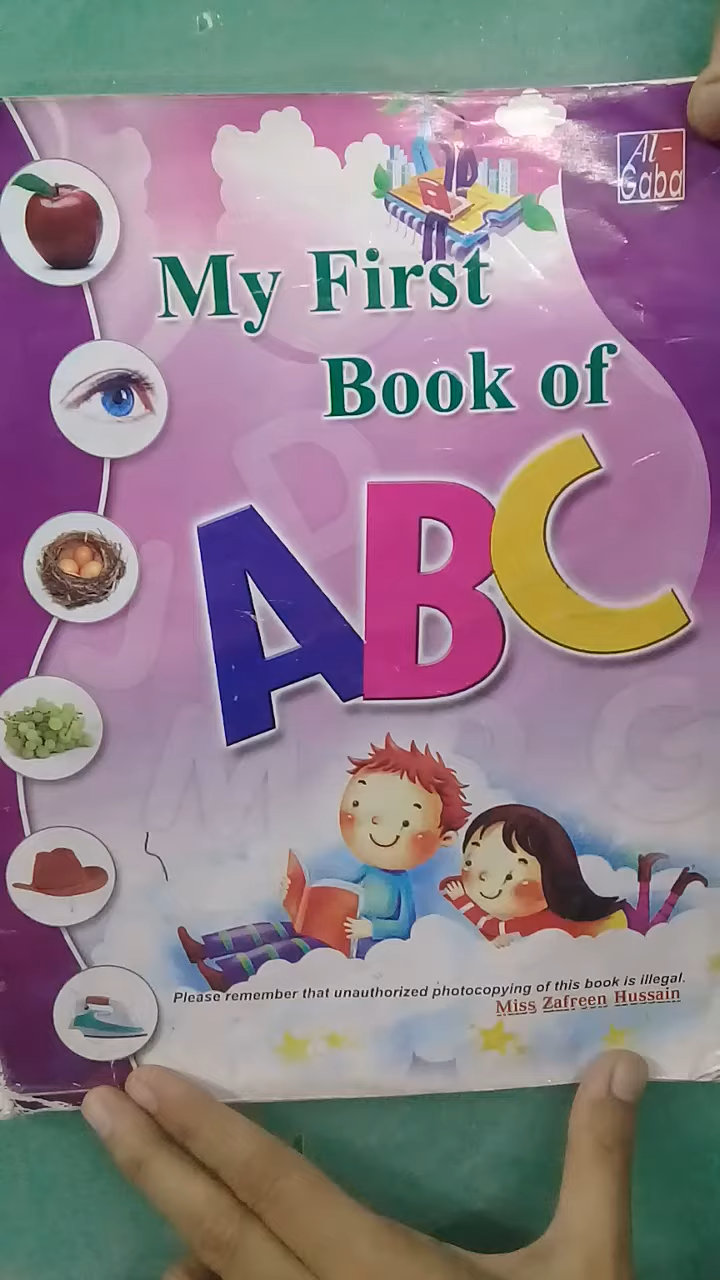 Al-
Gaba
My First
Book of
ABC
Please remember that unauthorized photocopying of this book is illegal.
Miss Zafreen Hussain